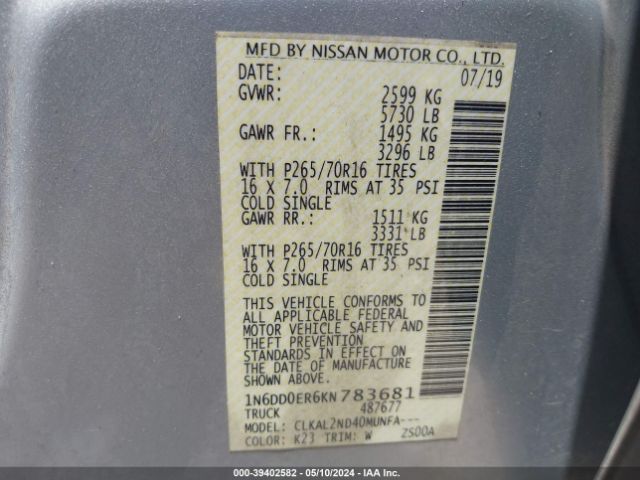 MFD BY NISSAN MOTOR CO., LTD.
DATE: 07/19
GVWR: 2599 KG
5730 LB
GAWR FR.: 1495 KG
3296 LB
WITH P265/70R16 TIRES
16 X 7.0 RIMS AT 35 PSI
COLD SINGLE
GAWR RR.: 1511 KG
3331 LB
WITH P265/70R16 TIRES
16 X 7.0 RIMS AT 35 PSI
COLD SINGLE
THIS VEHICLE CONFORMS TO
ALL APPLICABLE FEDERAL
MOTOR VEHICLE SAFETY AND
THEFT PREVENTION
STANDARDS IN EFFECT ON
THE DATE OF MANUFACTURE
SHOWN ABOVE.
1N6DD0ER6KN783681
TRUCK 487677
MODEL: CLKAL2ND40MUNFA---
COLOR: K23 TRIM: W ZS00A
000-39402582 - 05/10/2024 - IAAI.com